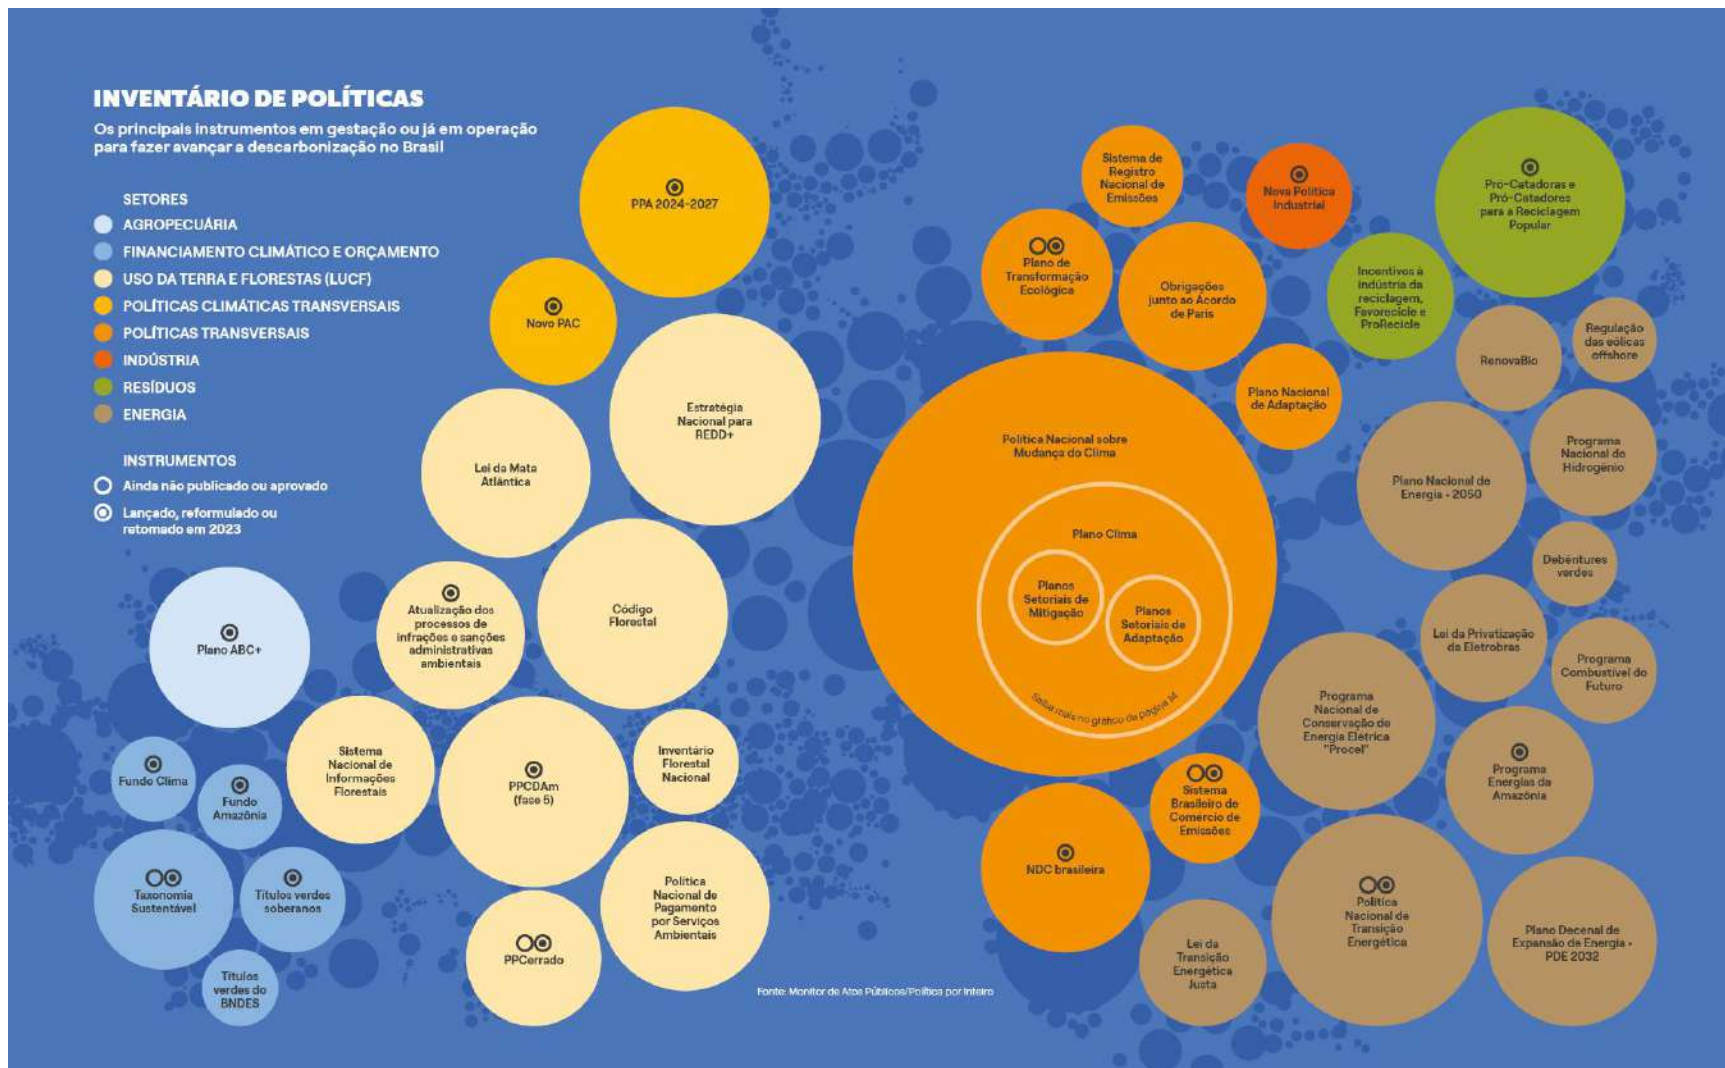 INVENTÁRIO DE POLÍTICAS
Os principais instrumentos em gestação ou já em operação
para fazer avançar a descarbonização no Brasil
SETORES
AGROPECUÁRIA
FINANCIAMENTO CLIMÁTICO E ORÇAMENTO
USO DA TERRA E FLORESTAS (LUCF)
POLÍTICAS CLIMÁTICAS TRANSVERSAIS
POLÍTICAS TRANSVERSAIS
INDÚSTRIA
RESÍDUOS
ENERGIA
INSTRUMENTOS
Ainda não publicado ou aprovado
Lançado, reformulado ou
retomado em 2023
PPA 2024-2027
Novo PAC
Estratégia
Nacional para
REDD+
Lei da Mata
Atlântica
Código
Florestal
Atualização dos
processos de
infrações e sanções
administrativas
ambientais
Plano ABC+
Sistema
Nacional de
Informações
Florestais
PPCDAm
(fase 5)
Inventário
Florestal
Nacional
Fundo Clima
Fundo
Amazônia
Taxonomia
Sustentável
Títulos verdes
soberanos
Títulos
verdes do
BNDES
PPCerrado
Política
Nacional de
Pagamento
por Serviços
Ambientais
Sistema de
Registro
Nacional de
Emissões
Nova Política
Industrial
Pró-Catadoras e
Pró-Catadores
para a Reciclagem
Popular
Plano de
Transformação
Ecológica
Obrigações
junto ao Acordo
de Paris
Incentivos à
indústria da
reciclagem,
Favorecicle e
ProRecicle
Plano Nacional
de Adaptação
RenovaBio
Regulação
das eólicas
offshore
Política Nacional sobre
Mudança do Clima
Plano Clima
Planos
Setoriais de
Mitigação
Planos
Setoriais de
Adaptação
Saiba mais no gráfico da página 14
Plano Nacional de
Energia - 2050
Programa
Nacional do
Hidrogênio
Debêntures
verdes
Lei da Privatização
da Eletrobras
Programa
Combustível do
Futuro
Programa
Nacional de
Conservação de
Energia Elétrica
"Procel"
Programa
Energias da
Amazônia
Sistema
Brasileiro de
Comércio de
Emissões
NDC brasileira
Lei da
Transição
Energética
Justa
Política
Nacional de
Transição
Energética
Plano Decenal de
Expansão de Energia -
PDE 2032
Fonte: Monitor de Atos Públicos/Política por Inteiro